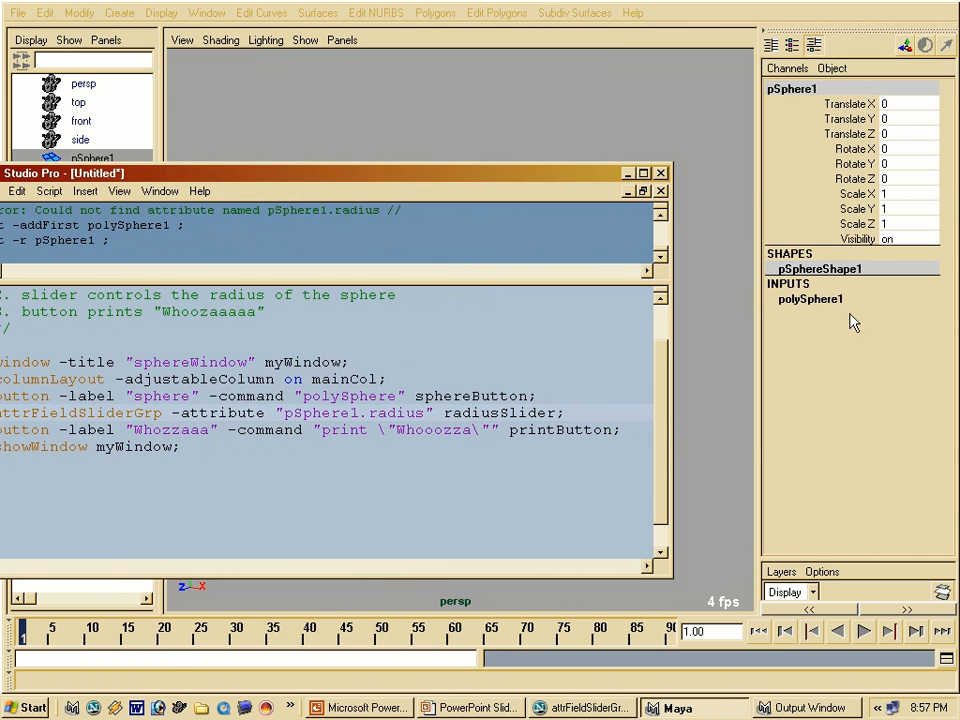 File Edit Modify Create Display Window Edit Curves Surfaces Edit NURBS Polygons Edit Polygons Subdiv Surfaces Help
Display Show Panels
View Shading Lighting Show Panels
persp
top
front
side
pSphere1
Channels Object
pSphere1
Translate X 0
Translate Y 0
Translate Z 0
Rotate X 0
Rotate Y 0
Rotate Z 0
Scale X 1
Scale Y 1
Scale Z 1
Visibility on
SHAPES
pSphereShape1
INPUTS
polySphere1
Studio Pro - [Untitled*]
Edit Script Insert View Window Help
ror: Could not find attribute named pSphere1.radius //
t -addFirst polySphere1 ;
t -r pSphere1 ;
2. slider controls the radius of the sphere
3. button prints "Whoozaaaaa"
*/
window -title "sphereWindow" myWindow;
columnLayout -adjustableColumn on mainCol;
button -label "sphere" -command "polySphere" sphereButton;
attrFieldSliderGrp -attribute "pSphere1.radius" radiusSlider;
button -label "Whozzaaa" -command "print \"Whooozza\"" printButton;
showWindow myWindow;
z x
persp
4 fps
Layers Options
Display
<< >>
1 5 10 15 20 25 30 35 40 45 50 55 60 65 70 75 80 85 90
1.00
Start
»
Microsoft Power...
PowerPoint Slid...
attrFieldSliderGr...
Maya
Output Window
«
8:57 PM